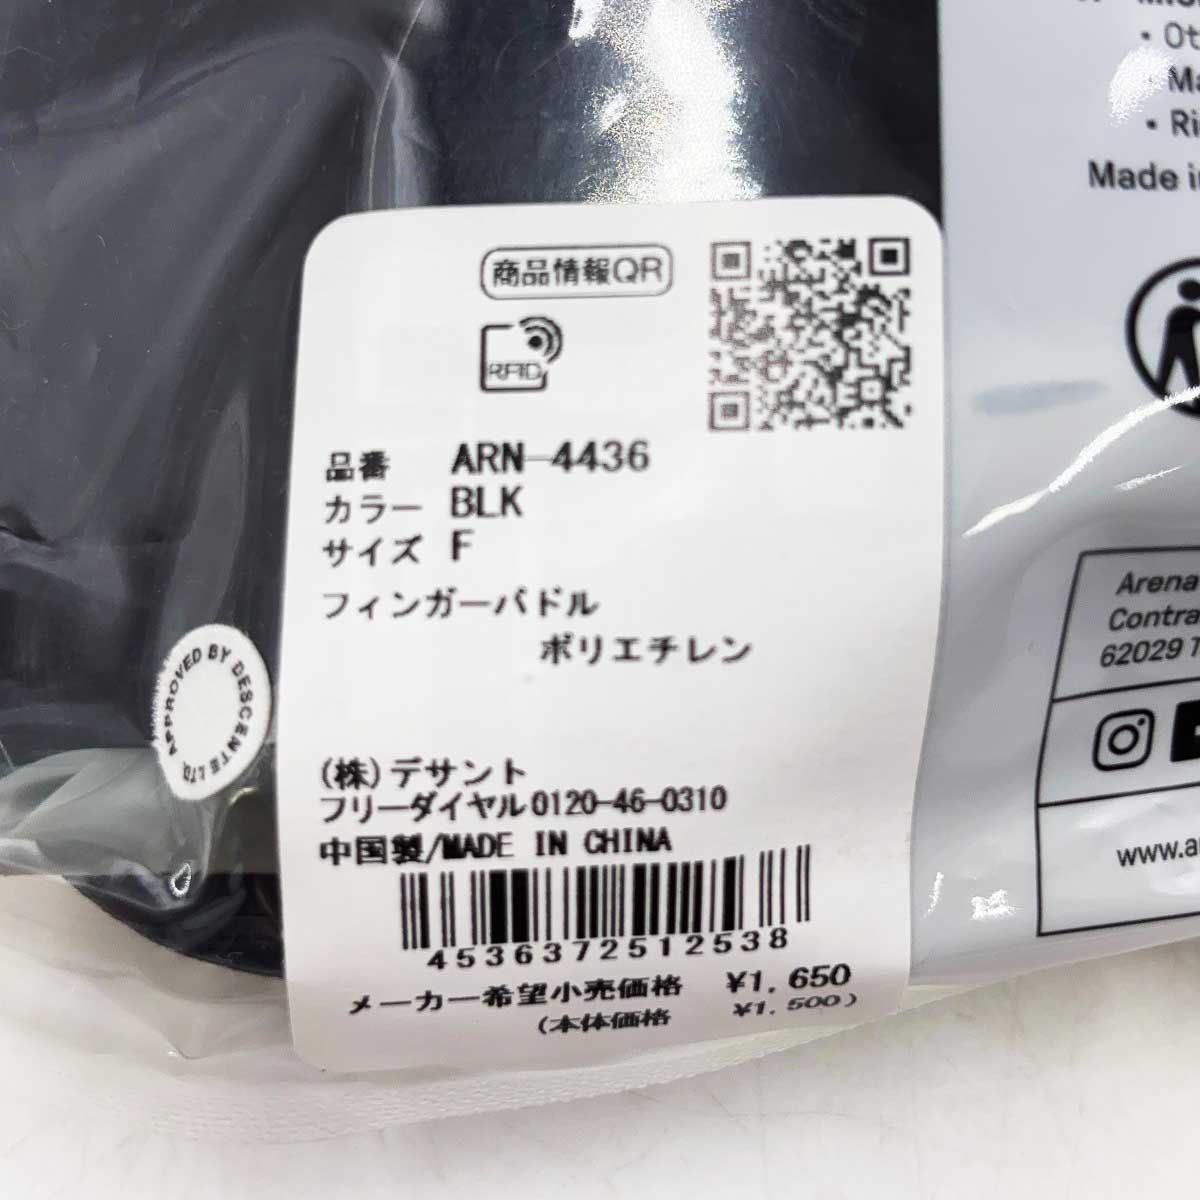 • Ot
Ma
• Ri
Made in
商品情報QR
RFID
品番 ARN-4436
カラー BLK
サイズ F
フィンガーパドル
ポリエチレン
APPROVED BY DESCENTE LTD.
(株)デサント
フリーダイヤル0120-46-0310
中国製/MADE IN CHINA
4536372512538
メーカー希望小売価格 ¥1,650
(本体価格 ¥1,500)
Arena
Contra
62029 T
www.a